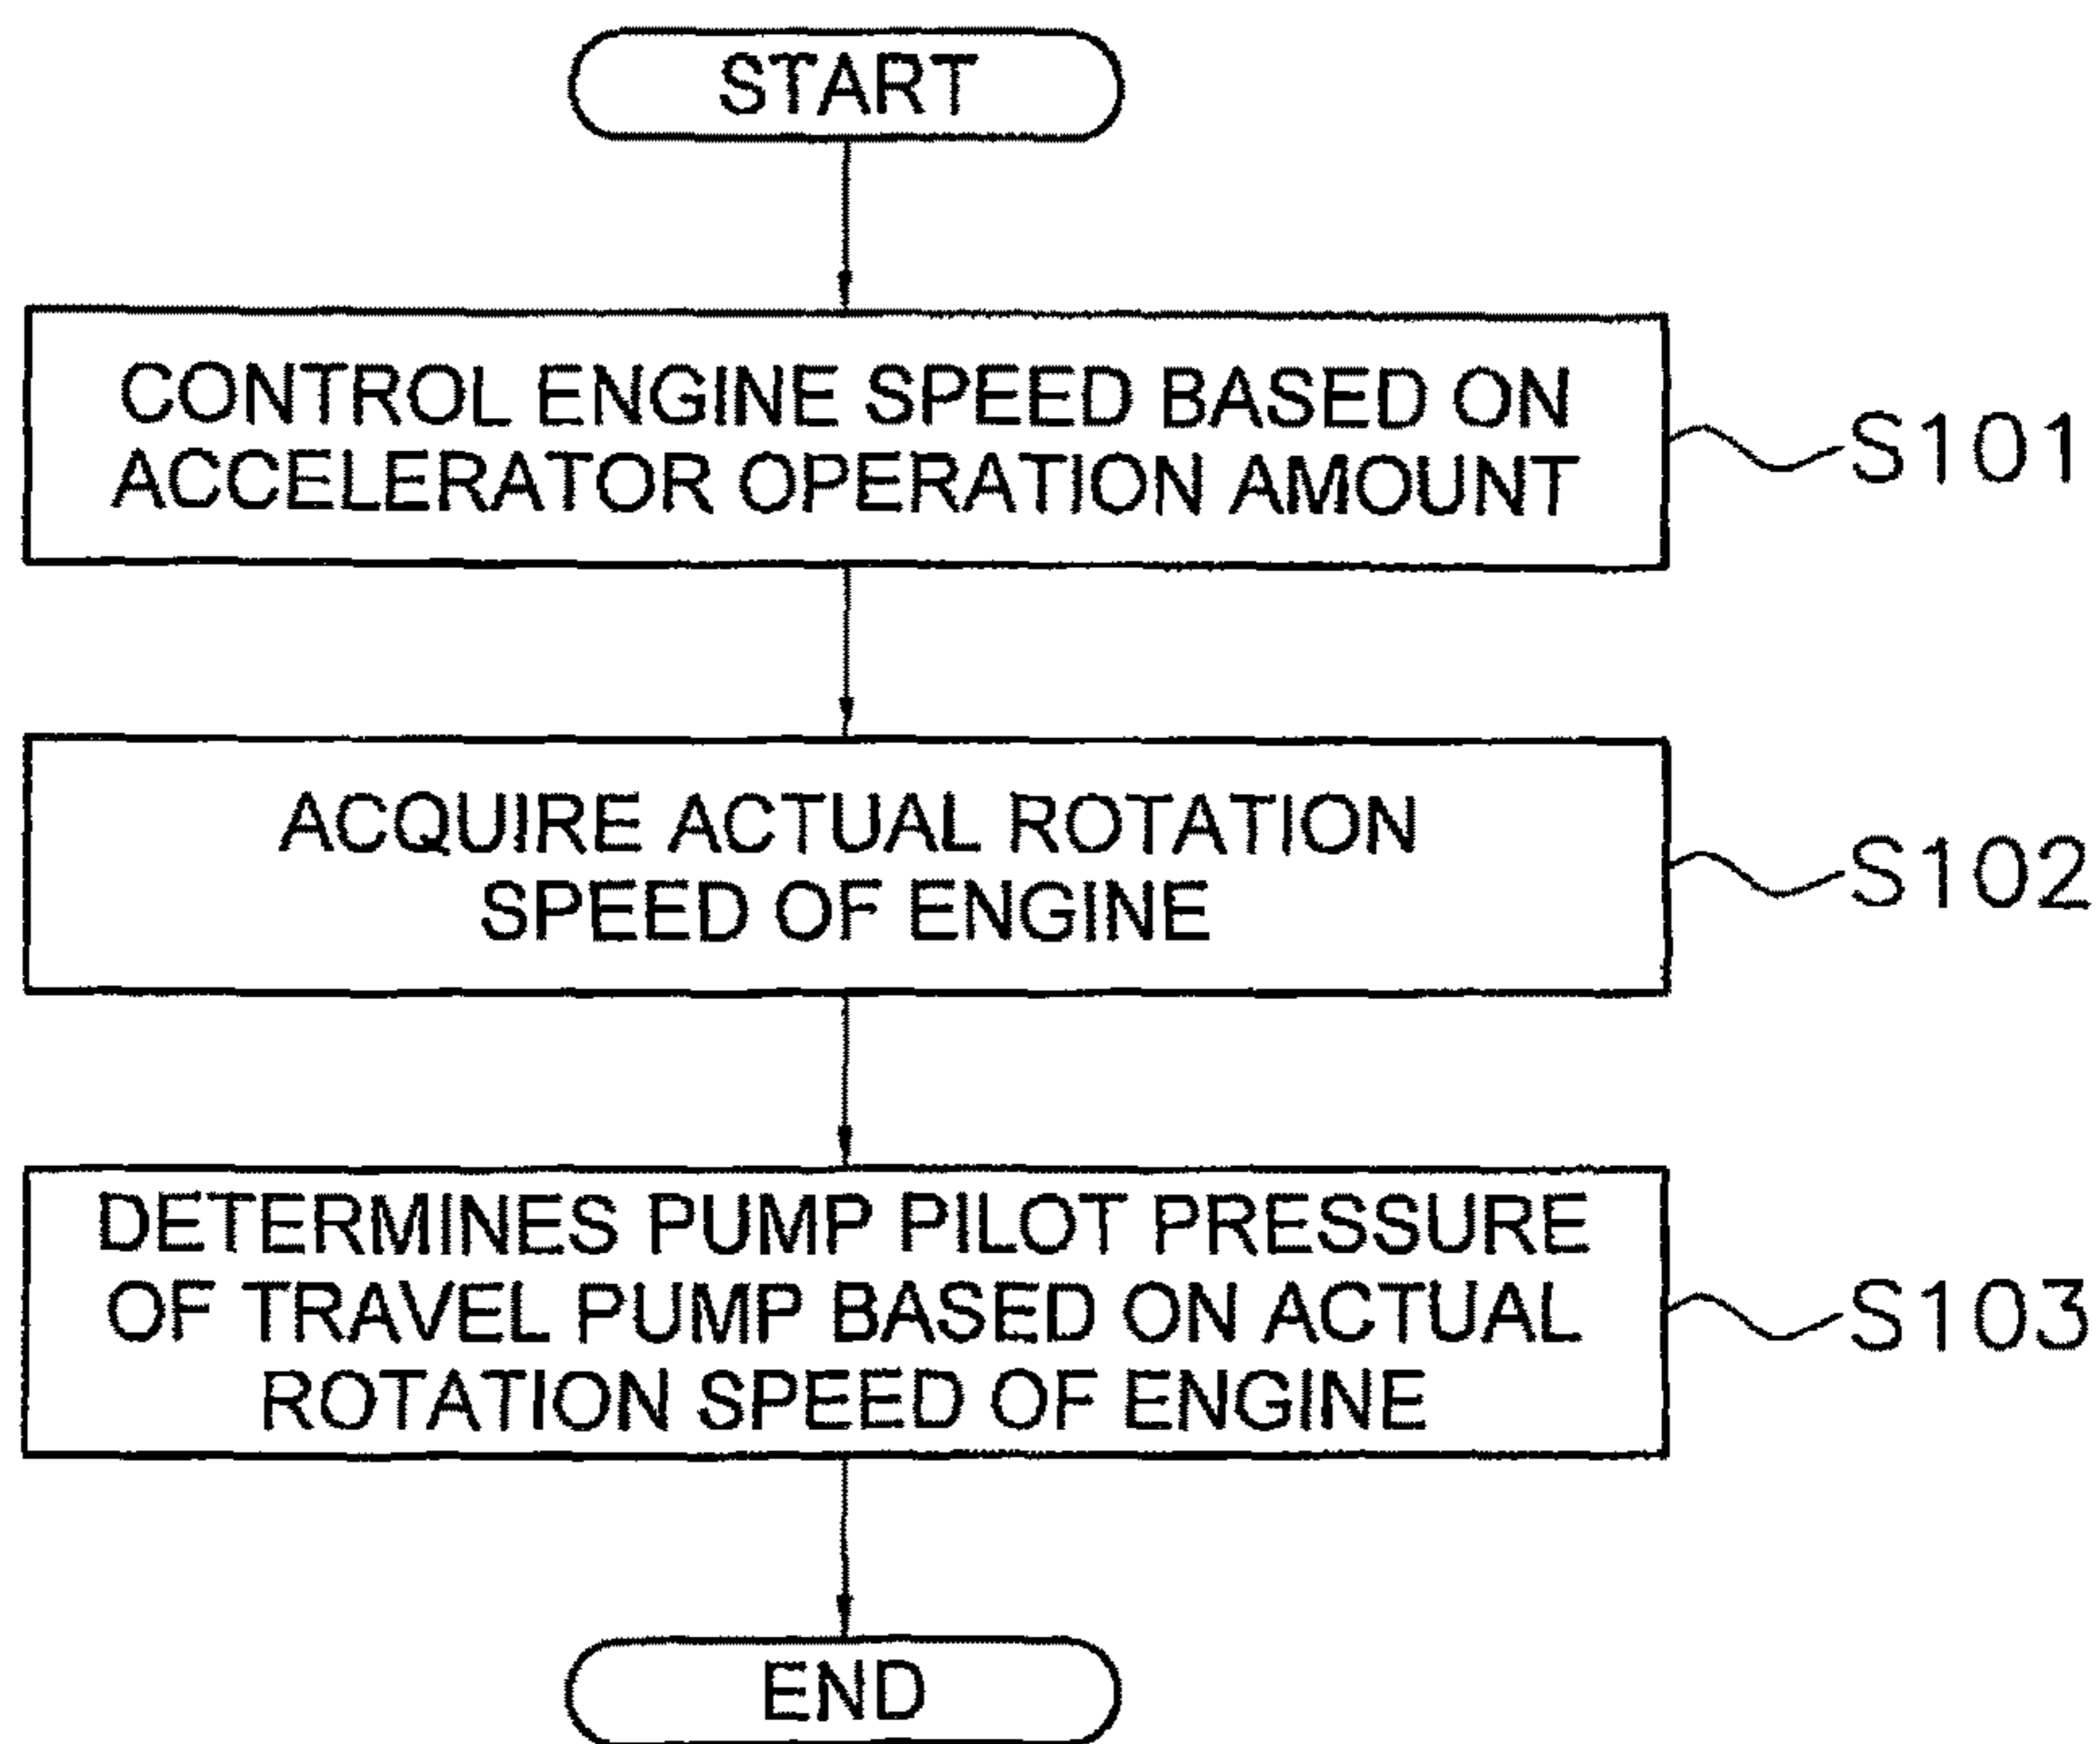 START
CONTROL ENGINE SPEED BASED ON
ACCELERATOR OPERATION AMOUNT
S101
ACQUIRE ACTUAL ROTATION
SPEED OF ENGINE
S102
DETERMINES PUMP PILOT PRESSURE
OF TRAVEL PUMP BASED ON ACTUAL
ROTATION SPEED OF ENGINE
S103
END